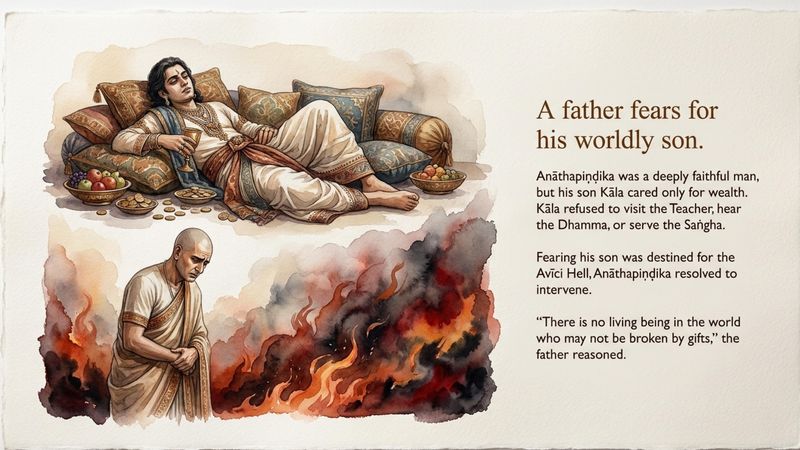 A father fears for
his worldly son.
Anāthapiṇḍika was a deeply faithful man,
but his son Kāla cared only for wealth.
Kāla refused to visit the Teacher, hear
the Dhamma, or serve the Saṅgha.
Fearing his son was destined for the
Avīci Hell, Anāthapiṇḍika resolved to
intervene.
“There is no living being in the world
who may not be broken by gifts,” the
father reasoned.